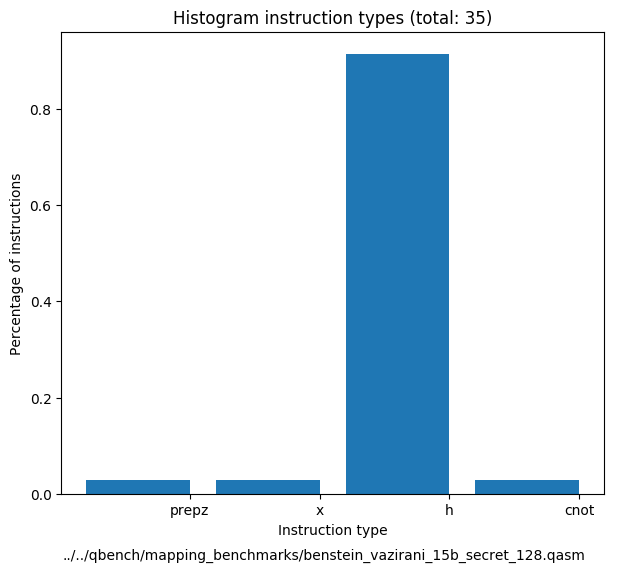 Histogram instruction types (total: 35)
Percentage of instructions
0.8
0.6
0.4
0.2
0.0
prepz x h cnot
Instruction type
../../qbench/mapping_benchmarks/benstein_vazirani_15b_secret_128.qasm